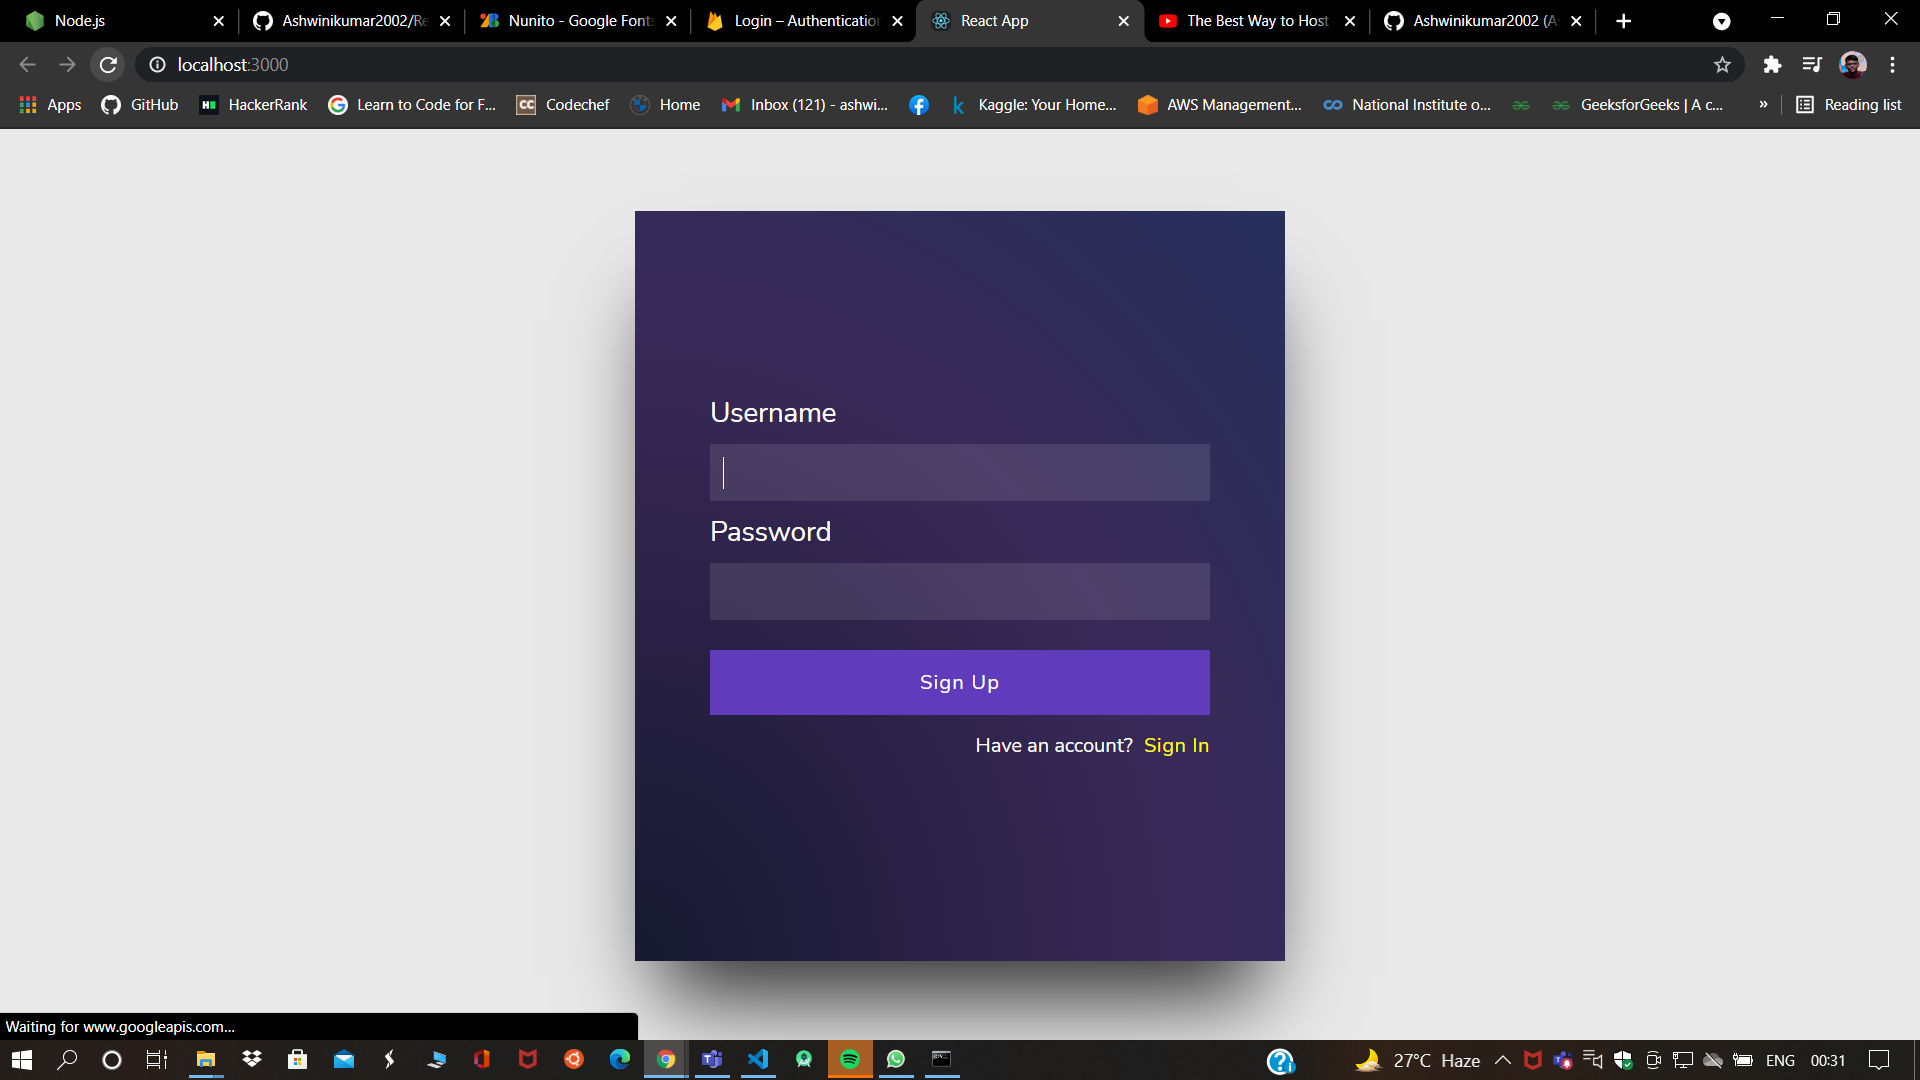 Node.js
Ashwinikumar2002/Re
Nunito - Google Fonts
Login – Authentication
React App
The Best Way to Host
Ashwinikumar2002 (A
localhost:3000
Apps
GitHub
HackerRank
Learn to Code for F...
Codechef
Home
Inbox (121) - ashwi...
Kaggle: Your Home...
AWS Management...
National Institute o...
GeeksforGeeks | A c...
»
Reading list
Username
Password
Sign Up
Have an account? Sign In
Waiting for www.googleapis.com...
27°C Haze
ENG
00:31